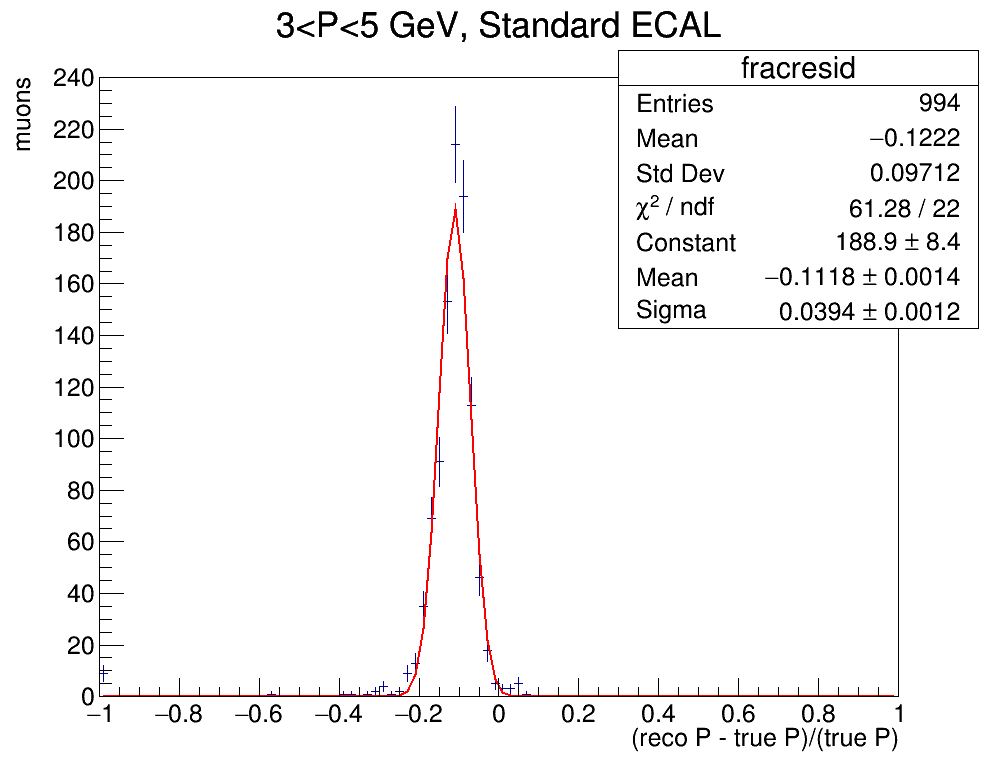 3<P<5 GeV, Standard ECAL
muons
240
220
200
180
160
140
120
100
80
60
40
20
0
−1 −0.8 −0.6 −0.4 −0.2 0 0.2 0.4 0.6 0.8 1
(reco P - true P)/(true P)
fracresid
Entries 994
Mean −0.1222
Std Dev 0.09712
χ² / ndf 61.28 / 22
Constant 188.9 ± 8.4
Mean −0.1118 ± 0.0014
Sigma 0.0394 ± 0.0012